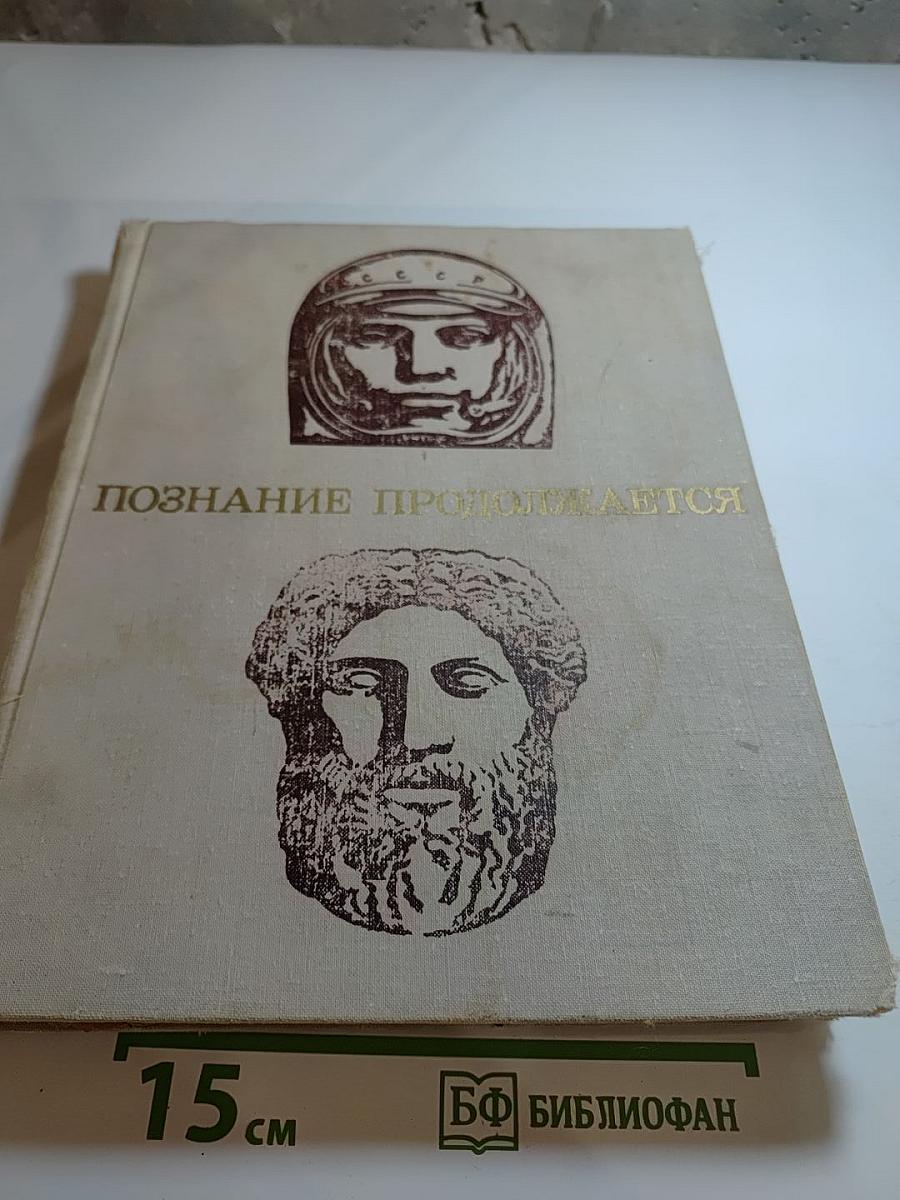 СССР
ПОЗНАНИЕ ПРОДОЛЖАЕТСЯ
15 см
БФ БИБЛИОФАН